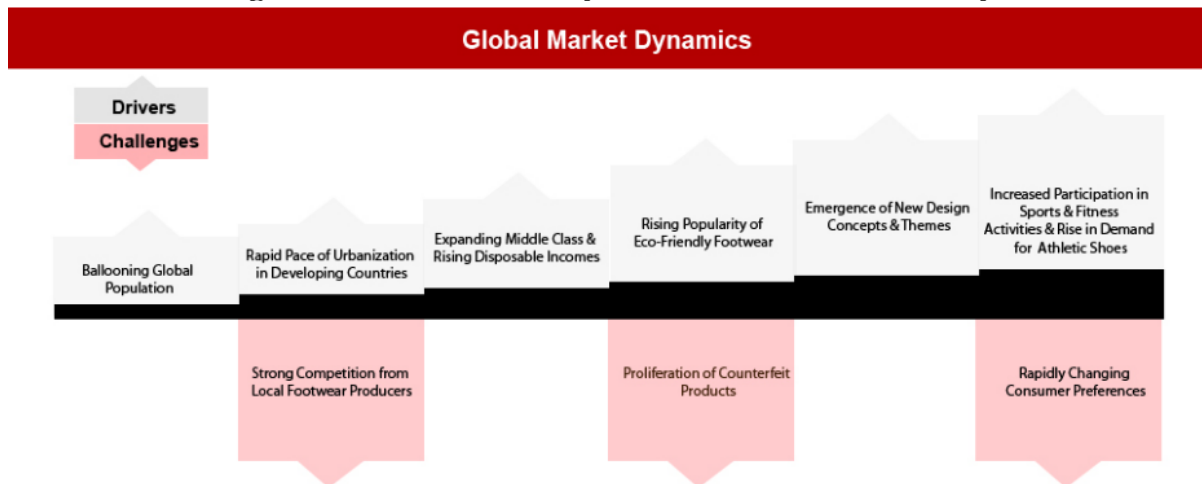 Global Market Dynamics
Drivers
Challenges
Ballooning Global
Population
Rapid Pace of Urbanization
in Developing Countries
Expanding Middle Class &
Rising Disposable Incomes
Rising Popularity of
Eco-Friendly Footwear
Emergence of New Design
Concepts & Themes
Increased Participation in
Sports & Fitness
Activities & Rise in Demand
for Athletic Shoes
Strong Competition from
Local Footwear Producers
Proliferation of Counterfeit
Products
Rapidly Changing
Consumer Preferences